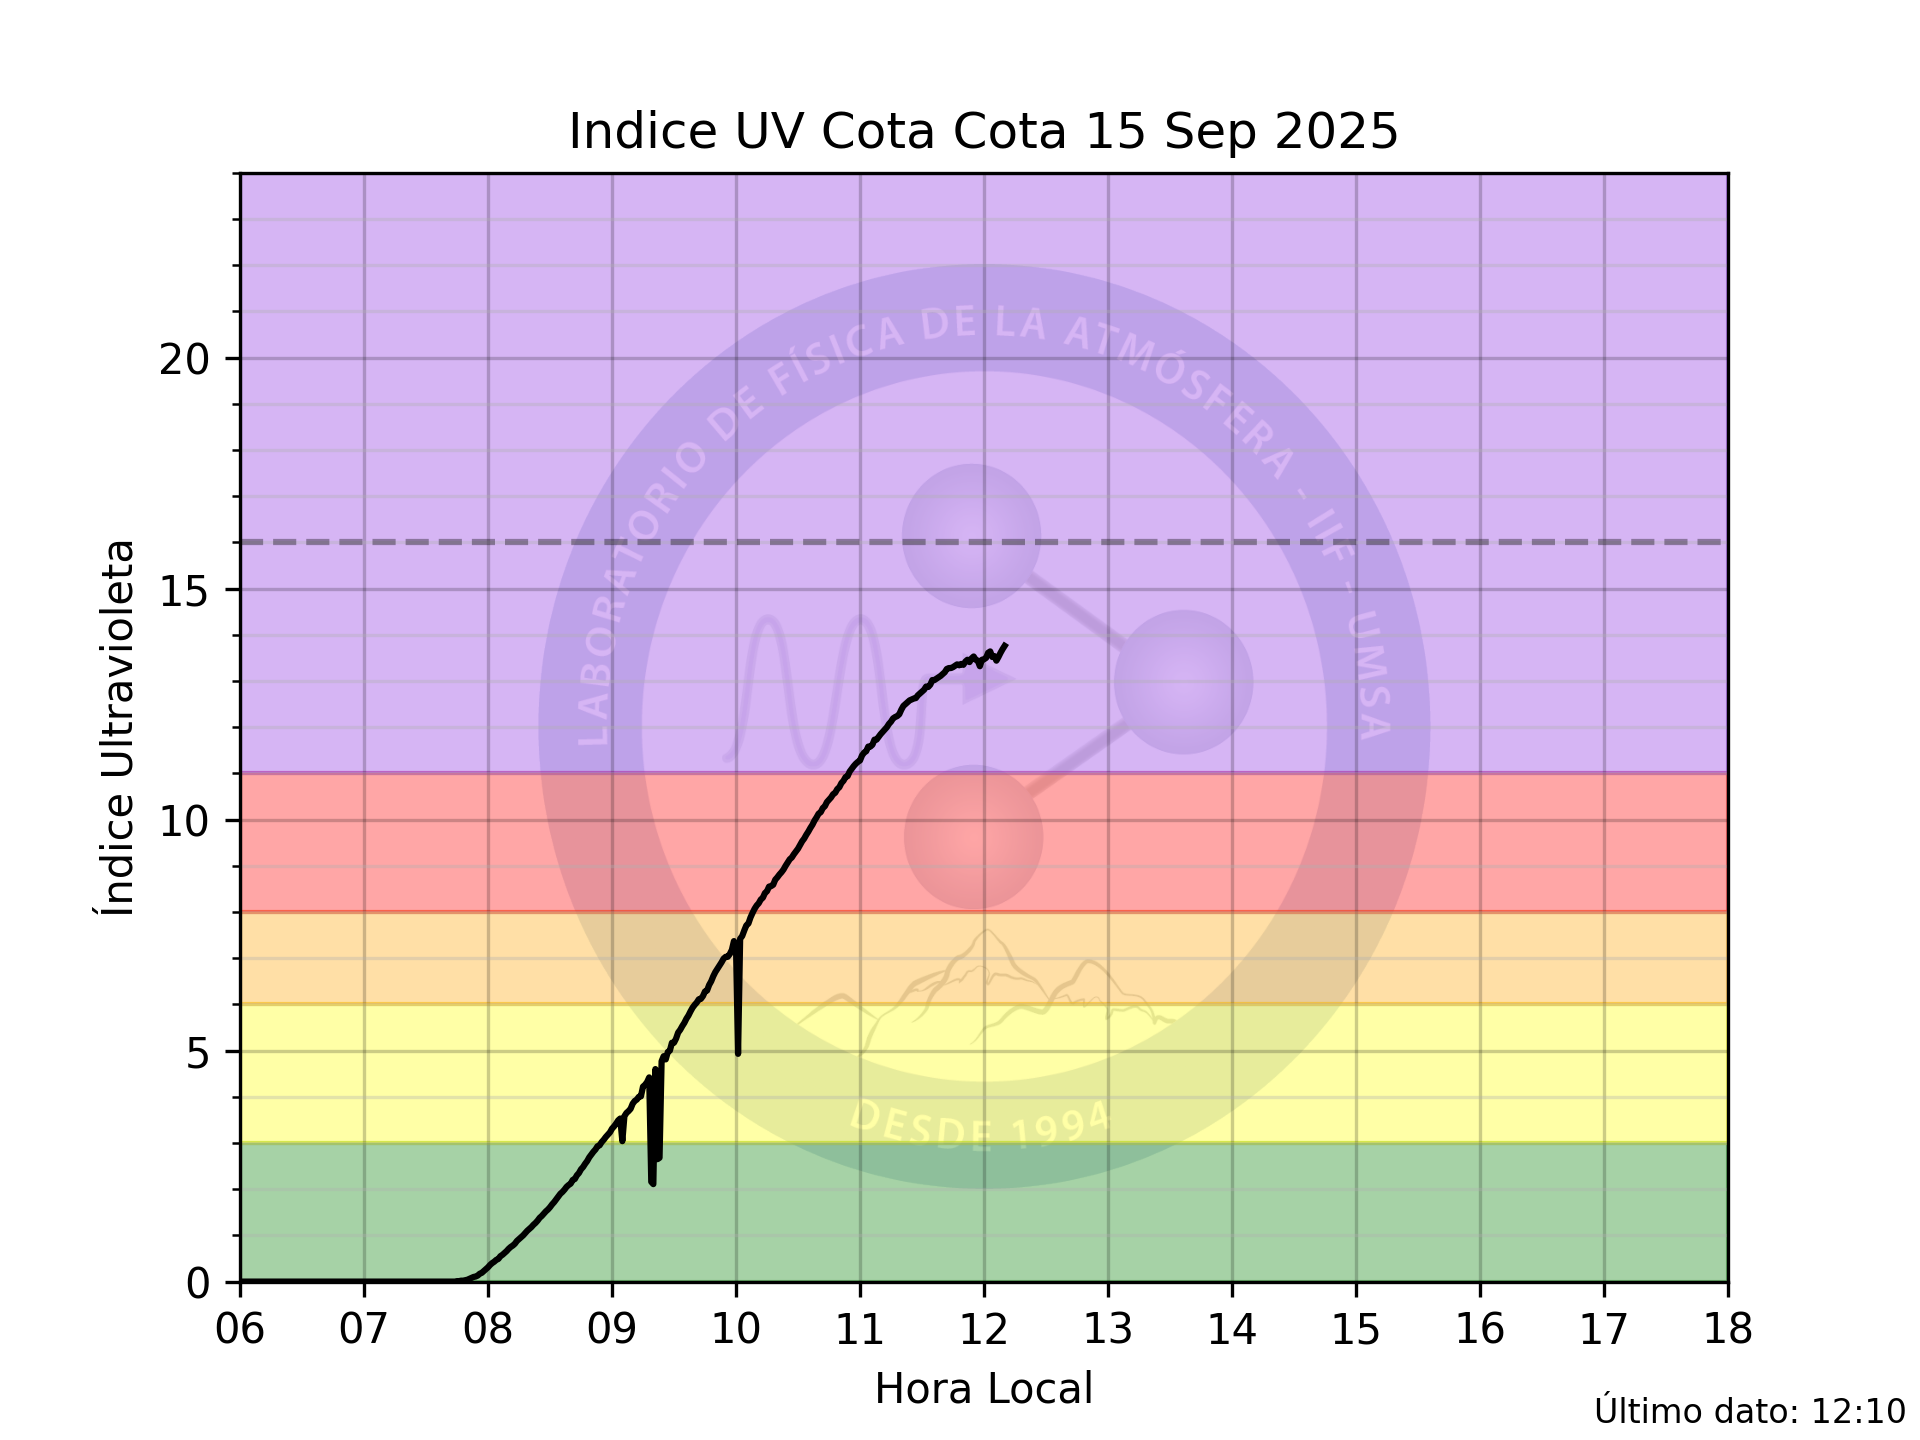 Indice UV Cota Cota 15 Sep 2025
Índice Ultravioleta
20
15
10
5
0
LABORATORIO DE FÍSICA DE LA ATMÓSFERA - IIF - UMSA
DESDE 1994
06 07 08 09 10 11 12 13 14 15 16 17 18
Hora Local
Último dato: 12:10